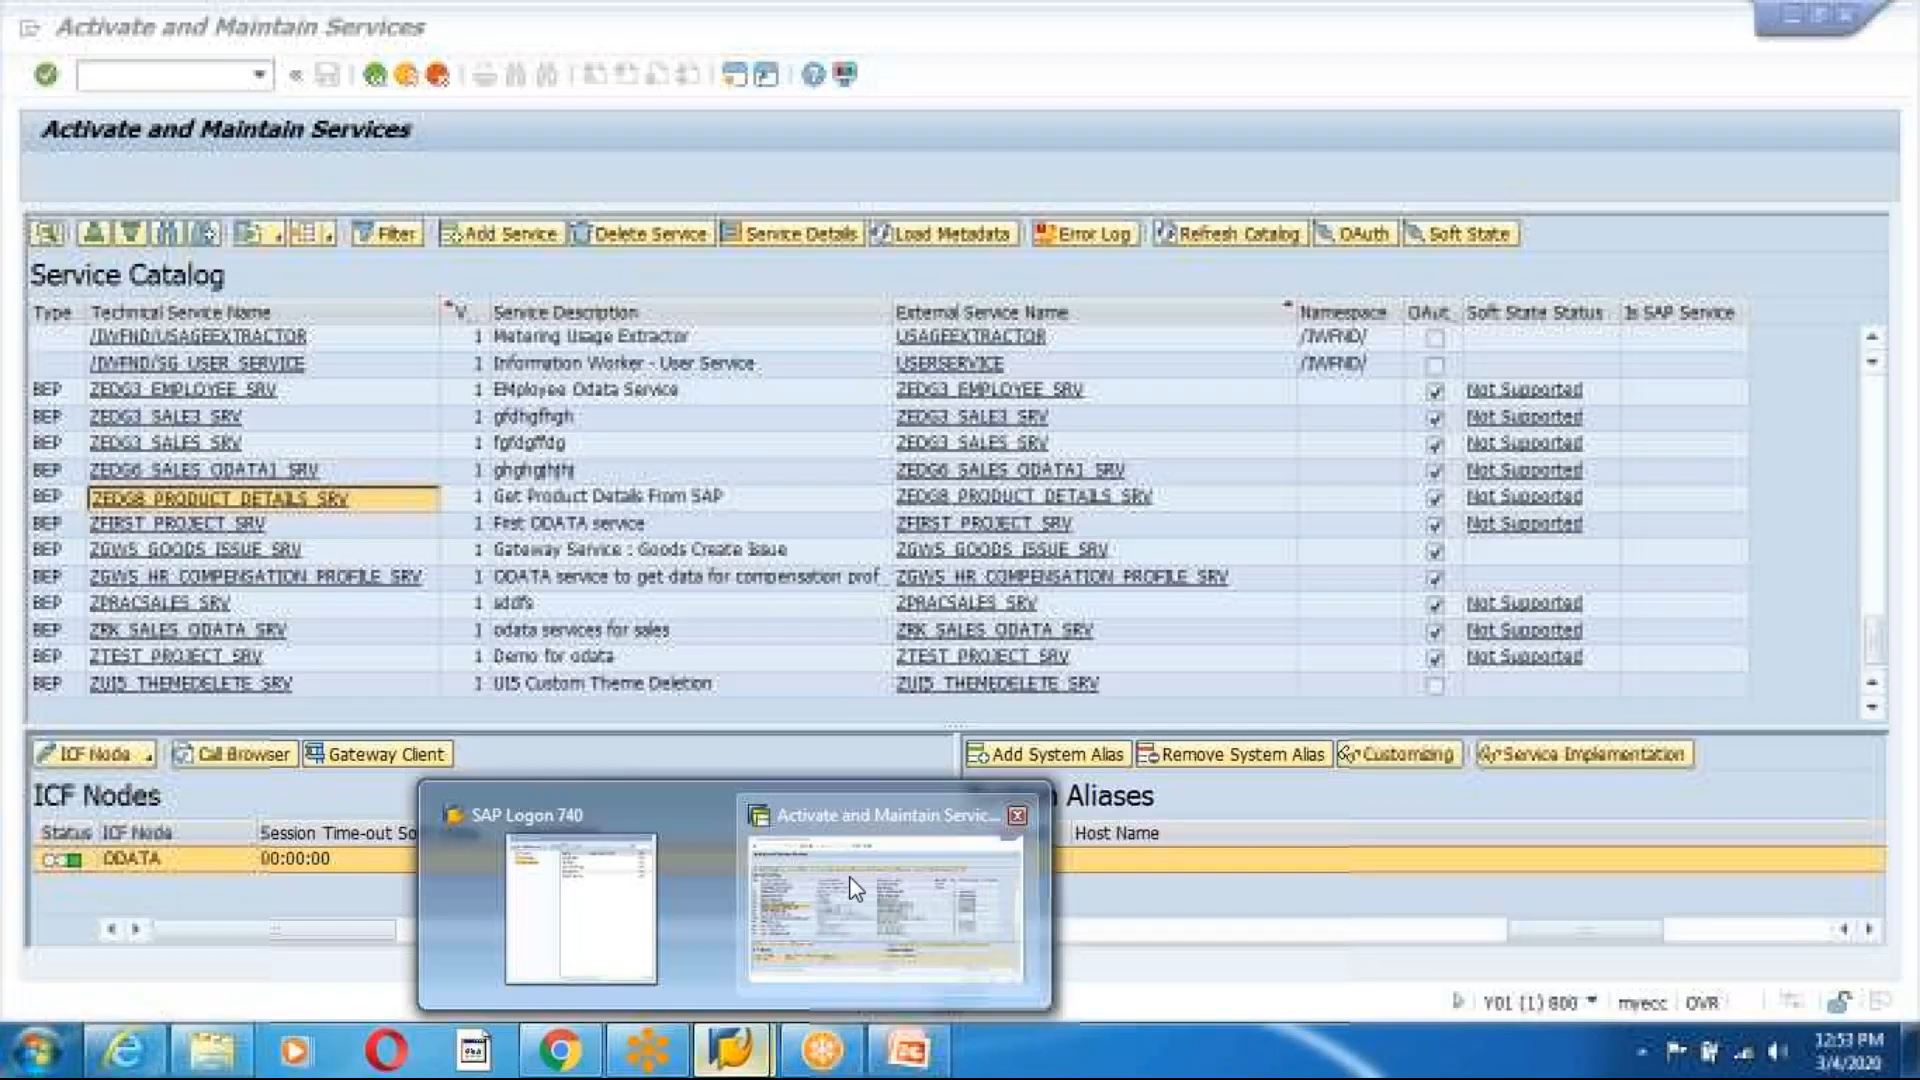 Activate and Maintain Services
Activate and Maintain Services
Filter Add Service Delete Service Service Details Load Metadata Error Log Refresh Catalog OAuth Soft State
Service Catalog
Type Technical Service Name V.. Service Description External Service Name Namespace OAut Soft State Status Is SAP Service
/IWFND/USAGEEXTRACTOR 1 Metering Usage Extractor USAGEEXTRACTOR /IWFND/
/IWFND/SG_USER_SERVICE 1 Information Worker - User Service USERSERVICE /IWFND/
BEP ZEDG3_EMPLOYEE_SRV 1 EMployee Odata Service ZEDG3_EMPLOYEE_SRV Not Supported
BEP ZEDG3_SALE3_SRV 1 gfdhgfhgh ZEDG3_SALE3_SRV Not Supported
BEP ZEDG3_SALES_SRV 1 fgfdgffdg ZEDG3_SALES_SRV Not Supported
BEP ZEDG6_SALES_ODATA1_SRV 1 ZEDG6_SALES_ODATA1_SRV Not Supported
BEP ZEDG8_PRODUCT_DETAILS_SRV 1 Get Product Details From SAP ZEDG8_PRODUCT_DETAILS_SRV Not Supported
BEP ZFIRST_PROJECT_SRV 1 First ODATA service ZFIRST_PROJECT_SRV Not Supported
BEP ZGWS_GOODS_ISSUE_SRV 1 Gateway Service : Goods Create Issue ZGWS_GOODS_ISSUE_SRV
BEP ZGWS_HR_COMPENSATION_PROFILE_SRV 1 ODATA service to get data for compensation prof ZGWS_HR_COMPENSATION_PROFILE_SRV
BEP ZPRACSALES_SRV 1 sddfs ZPRACSALES_SRV Not Supported
BEP ZRK_SALES_ODATA_SRV 1 odata services for sales ZRK_SALES_ODATA_SRV Not Supported
BEP ZTEST_PROJECT_SRV 1 Demo for odata ZTEST_PROJECT_SRV Not Supported
BEP ZUI5_THEMEDELETE_SRV 1 UI5 Custom Theme Deletion ZUI5_THEMEDELETE_SRV
ICF Node Call Browser Gateway Client Add System Alias Remove System Alias Customizing Service Implementation
ICF Nodes Aliases
SAP Logon 740 Activate and Maintain Servic...
Status ICF Node Session Time-out So Host Name
ODATA 00:00:00
Y01 (1) 800 myecc OVR
12:53 PM
3/4/2020